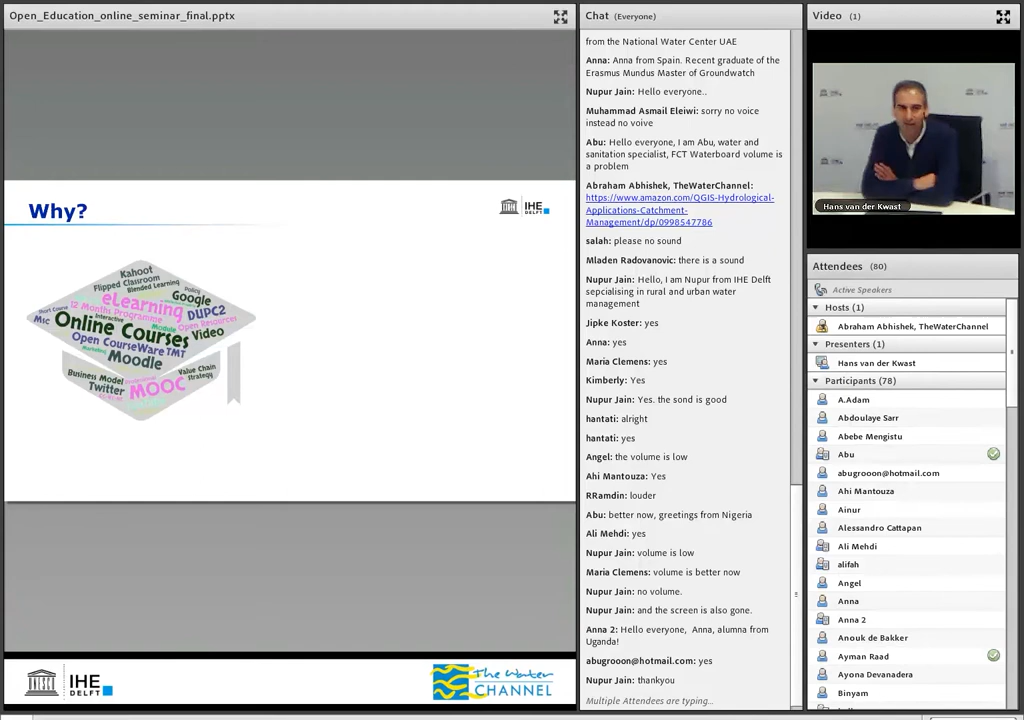 Open_Education_online_seminar_final.pptx
Why?
IHE
DELFT
Kahoot
Flipped Classroom
Blended Learning
Policy
eLearning
Google
Short Course
12 Months Programme
DUPC2
Interactive
Msc
Online Courses
Module
Open Resources
Video
Open CourseWare
TMT
Marketing
Moodle
Business Model
Value Chain
Strategy
Twitter
MOOC
UNESCO
IHE
DELFT
The Water
CHANNEL
Chat (Everyone)
from the National Water Center UAE
Anna: Anna from Spain. Recent graduate of the
Erasmus Mundus Master of Groundwatch
Nupur Jain: Hello everyone..
Muhammad Asmail Eleiwi: sorry no voice
instead no voive
Abu: Hello everyone, I am Abu, water and
sanitation specialist, FCT Waterboard volume is
a problem
Abraham Abhishek, TheWaterChannel:
https://www.amazon.com/QGIS-Hydrological-
Applications-Catchment-
Management/dp/0998547786
salah: please no sound
Mladen Radovanovic: there is a sound
Nupur Jain: Hello, I am Nupur from IHE Delft
sepcialising in rural and urban water
management
Jipke Koster: yes
Anna: yes
Maria Clemens: yes
Kimberly: Yes
Nupur Jain: Yes. the sond is good
hantati: alright
hantati: yes
Angel: the volume is low
Ahi Mantouza: Yes
RRamdin: louder
Abu: better now, greetings from Nigeria
Ali Mehdi: yes
Nupur Jain: volume is low
Maria Clemens: volume is better now
Nupur Jain: no volume.
Nupur Jain: and the screen is also gone.
Anna 2: Hello everyone, Anna, alumna from
Uganda!
abugrooon@hotmail.com: yes
Nupur Jain: thankyou
Multiple Attendees are typing...
Video (1)
Hans van der Kwast
Attendees (80)
Active Speakers
Hosts (1)
Abraham Abhishek, TheWaterChannel
Presenters (1)
Hans van der Kwast
Participants (78)
A.Adam
Abdoulaye Sarr
Abebe Mengistu
Abu
abugrooon@hotmail.com
Ahi Mantouza
Ainur
Alessandro Cattapan
Ali Mehdi
alifah
Angel
Anna
Anna 2
Anouk de Bakker
Ayman Raad
Ayona Devanadera
Binyam